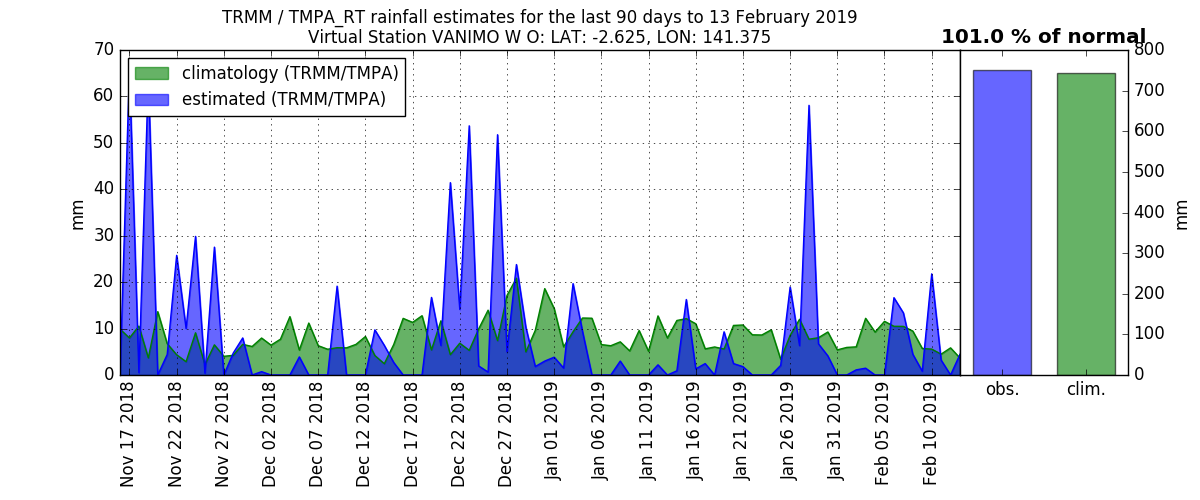 TRMM / TMPA_RT rainfall estimates for the last 90 days to 13 February 2019
Virtual Station VANIMO W O: LAT: -2.625, LON: 141.375
101.0 % of normal
climatology (TRMM/TMPA)
estimated (TRMM/TMPA)
70
60
50
40
30
20
10
0
mm
Nov 17 2018
Nov 22 2018
Nov 27 2018
Dec 02 2018
Dec 07 2018
Dec 12 2018
Dec 17 2018
Dec 22 2018
Dec 27 2018
Jan 01 2019
Jan 06 2019
Jan 11 2019
Jan 16 2019
Jan 21 2019
Jan 26 2019
Jan 31 2019
Feb 05 2019
Feb 10 2019
obs.
clim.
800
700
600
500
400
300
200
100
0
mm